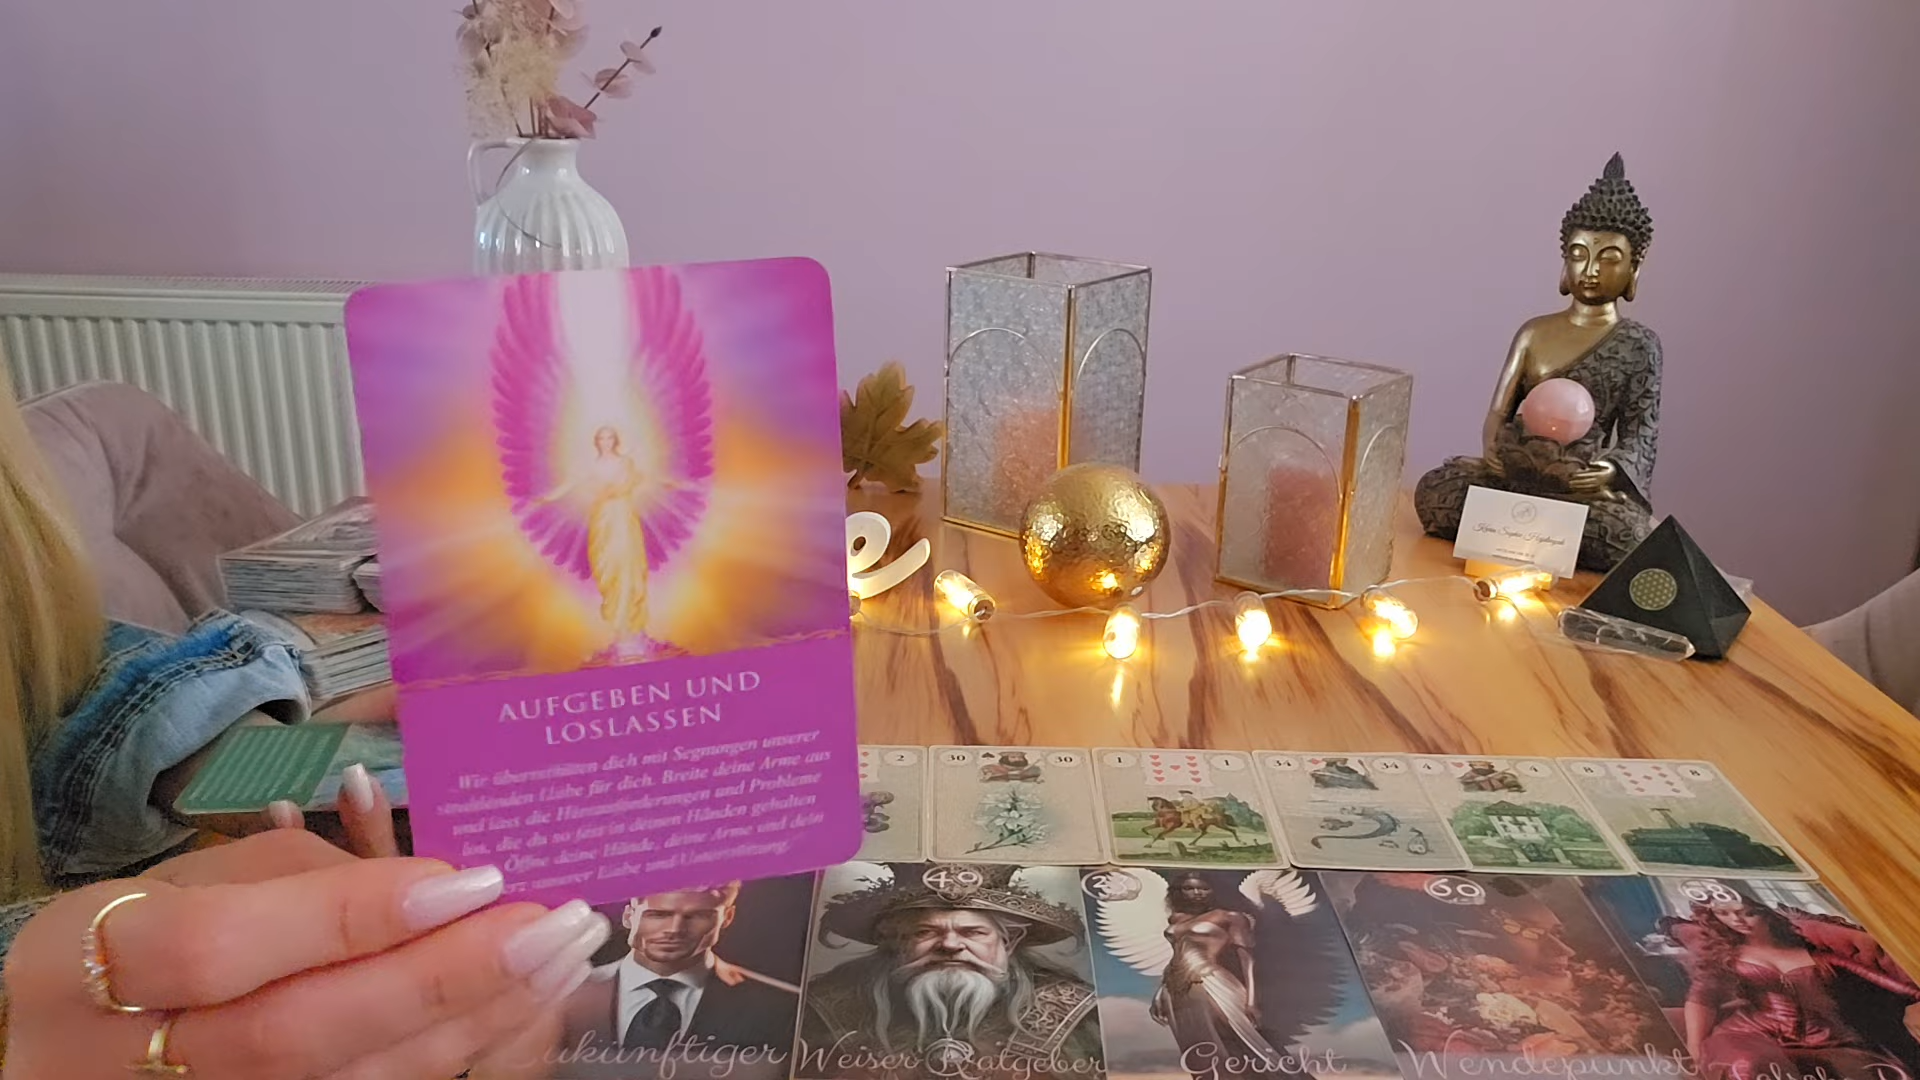 AUFGEBEN UND
LOSLASSEN
Wir überschütten dich mit Segnungen unserer
strahlenden Liebe für dich. Breite deine Arme aus
und lass die Herausforderungen und Probleme
los, die du so fest in deinen Händen gehalten
Öffne deine Hände, deine Arme und dein
unserer Liebe und Unterstützung.
2
30 30
1 1
34 34
4 4
8 8
e
40
60
68
Weiser Ratgeber
Gericht
Wendepunkt